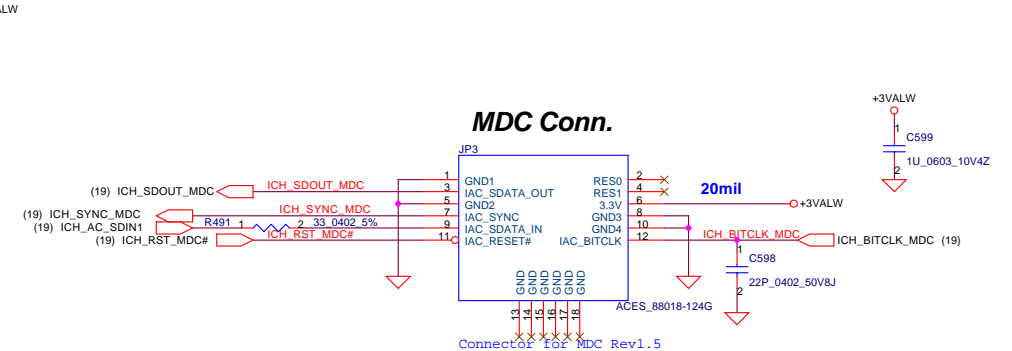 ALW
+3VALW
1
C599
1U_0603_10V4Z
2
MDC Conn.
JP3
1 GND1 RES0 2
(19) ICH_SDOUT_MDC ICH_SDOUT_MDC 3 IAC_SDATA_OUT RES1 4 20mil
5 GND2 3.3V 6 +3VALW
(19) ICH_SYNC_MDC ICH_SYNC_MDC 7 IAC_SYNC GND3 8
(19) ICH_AC_SDIN1 R491 1 2 33_0402_5% 9 IAC_SDATA_IN GND4 10
(19) ICH_RST_MDC# ICH_RST_MDC# 11 IAC_RESET# IAC_BITCLK 12 ICH_BITCLK_MDC ICH_BITCLK_MDC (19)
1
C598
22P_0402_50V8J
2
GND GND GND GND GND GND
ACES_88018-124G
13 14 15 16 17 18
Connector for MDC Rev1.5